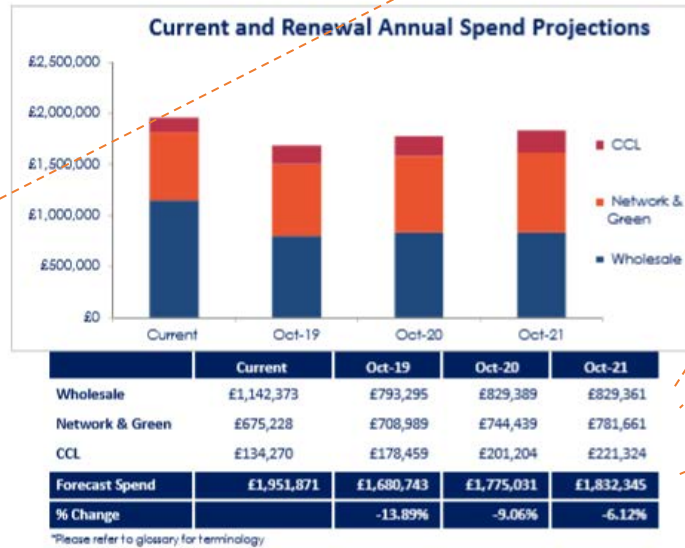 Current and Renewal Annual Spend Projections
£2,500,000
£2,000,000
£1,500,000
£1,000,000
£500,000
£0
Current Oct-19 Oct-20 Oct-21
CCL
Network &
Green
Wholesale
Current Oct-19 Oct-20 Oct-21
Wholesale £1,142,373 £793,295 £829,389 £829,361
Network & Green £675,228 £708,989 £744,439 £781,661
CCL £134,270 £178,459 £201,204 £221,324
Forecast Spend £1,951,871 £1,680,743 £1,775,031 £1,832,345
% Change -13.89% -9.06% -6.12%
*Please refer to glossary for terminology